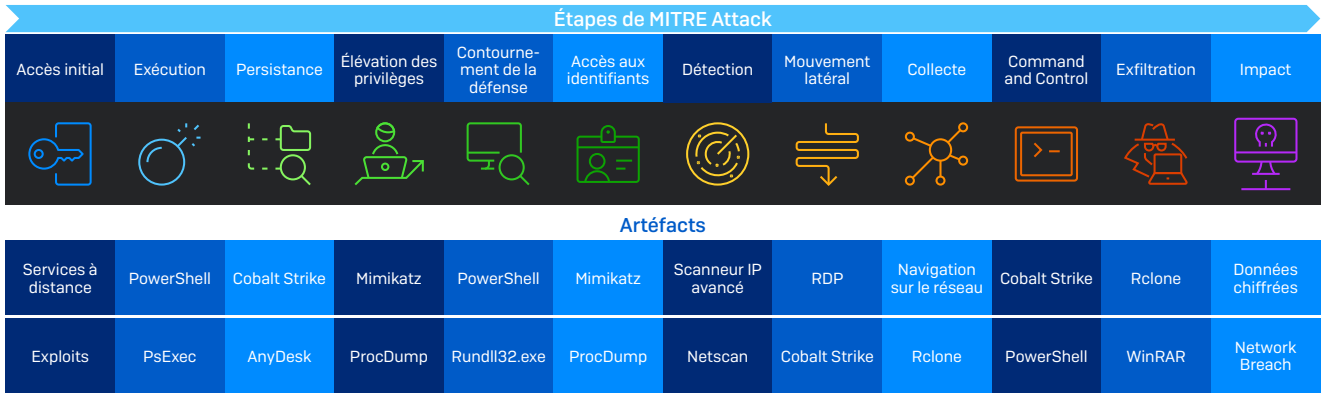 Étapes de MITRE Attack
Accès initial
Exécution
Persistance
Élévation des
privilèges
Contourne-
ment de la
défense
Accès aux
identifiants
Détection
Mouvement
latéral
Collecte
Command
and Control
Exfiltration
Impact
Artéfacts
Services à
distance
PowerShell
Cobalt Strike
Mimikatz
PowerShell
Mimikatz
Scanneur IP
avancé
RDP
Navigation
sur le réseau
Cobalt Strike
Rclone
Données
chiffrées
Exploits
PsExec
AnyDesk
ProcDump
Rundll32.exe
ProcDump
Netscan
Cobalt Strike
Rclone
PowerShell
WinRAR
Network
Breach